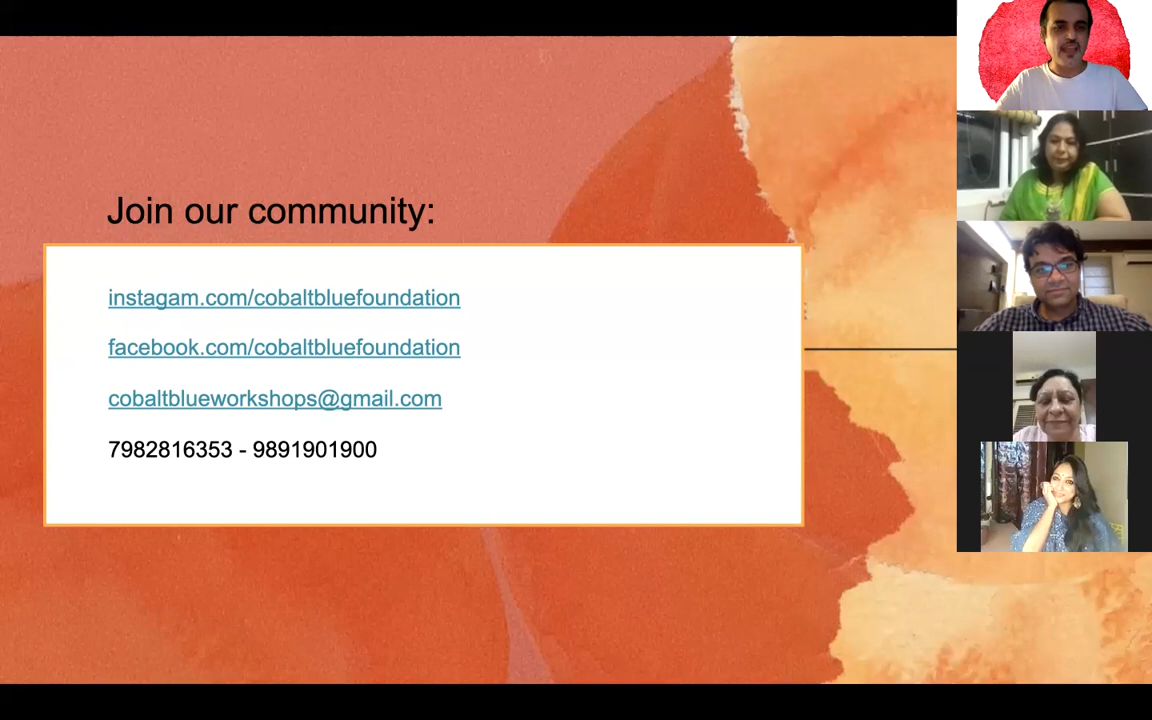 Join our community:
instagam.com/cobaltbluefoundation
facebook.com/cobaltbluefoundation
cobaltblueworkshops@gmail.com
7982816353 - 9891901900